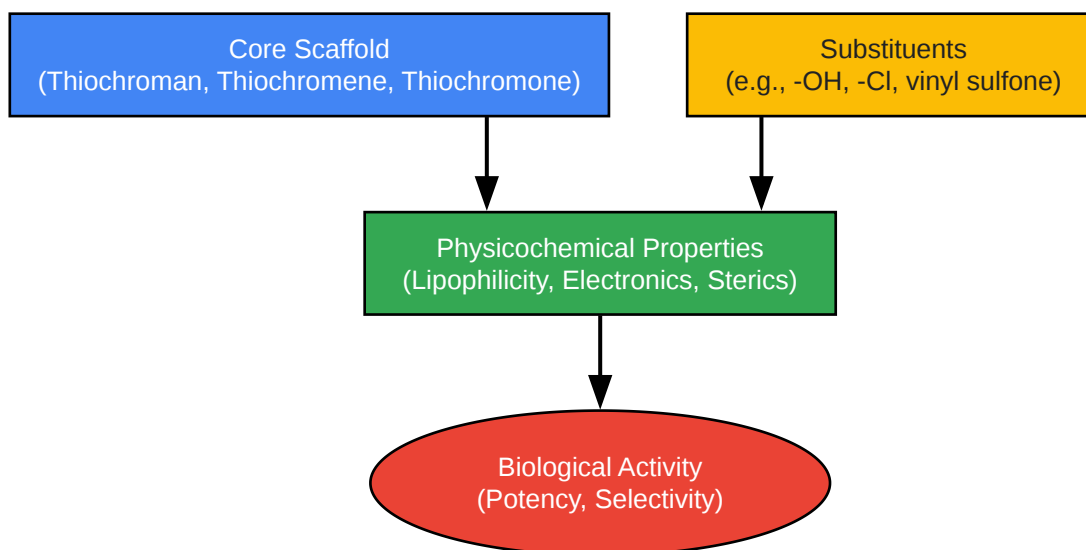 Core Scaffold
(Thiochroman, Thiochromene, Thiochromone)
Substituents
(e.g., -OH, -Cl, vinyl sulfone)
Physicochemical Properties
(Lipophilicity, Electronics, Sterics)
Biological Activity
(Potency, Selectivity)